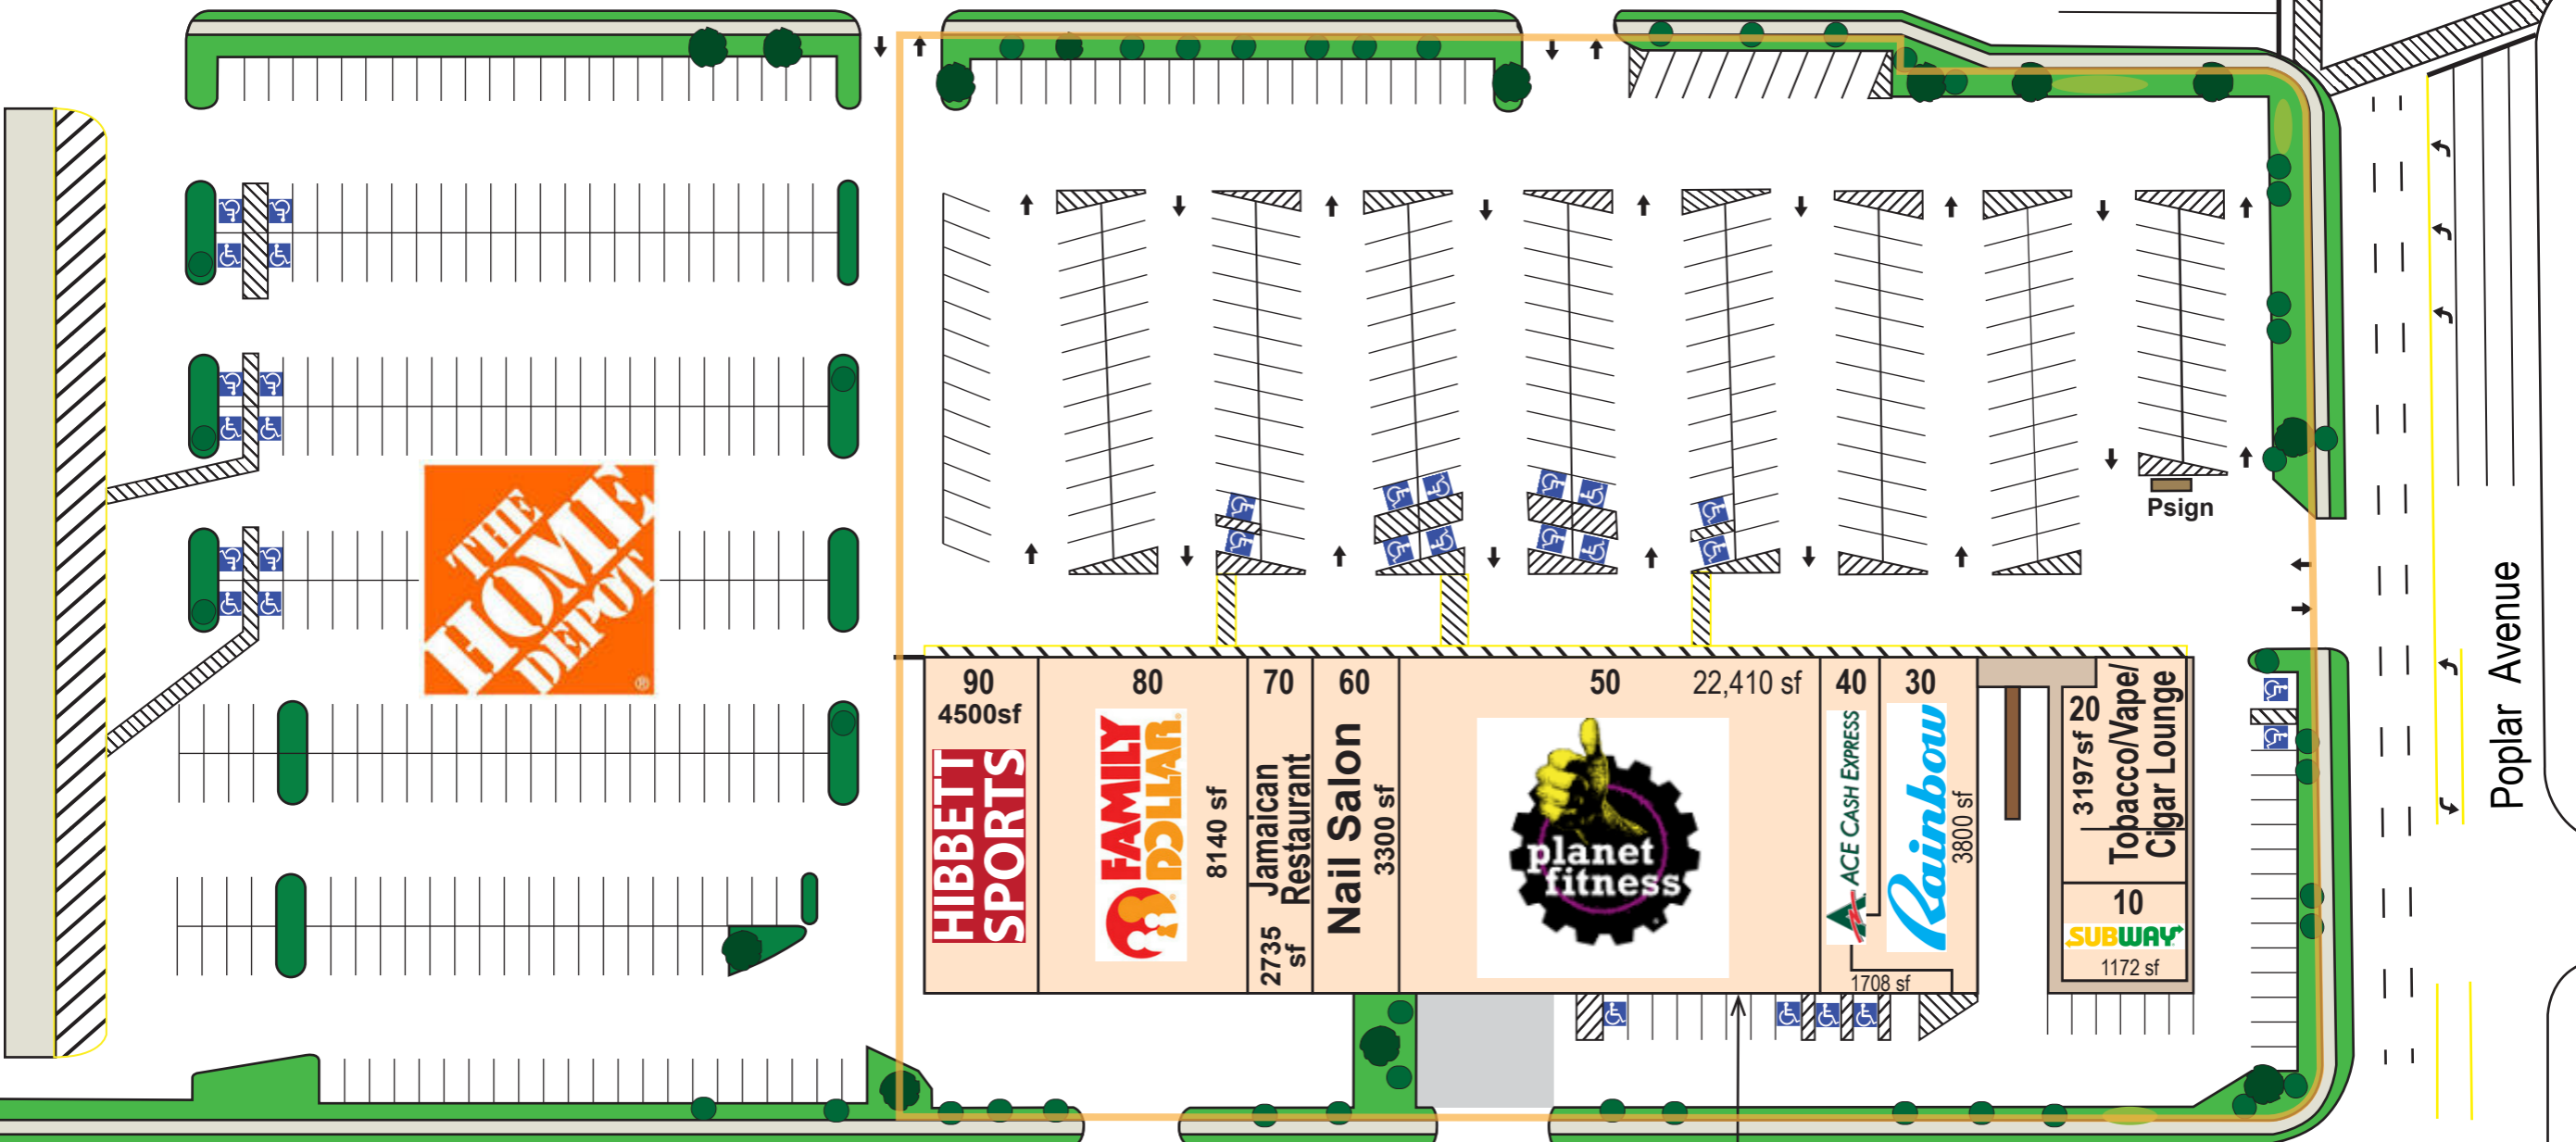 THE
HOME
DEPOT
®
Psign
Poplar Avenue
90
4500sf
HIBBETT
SPORTS
80
FAMILY
DOLLAR
8140 sf
70
Jamaican
Restaurant
2735
sf
60
Nail Salon
3300 sf
50
22,410 sf
planet
fitness
40
ACE CASH EXPRESS
1708 sf
30
Rainbow
3800 sf
20
3197sf
Tobacco/Vape/
Cigar Lounge
10
SUBWAY
1172 sf